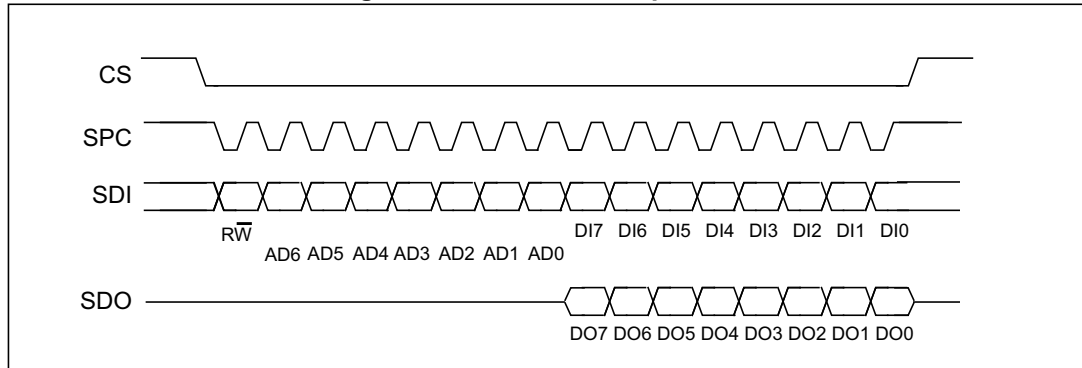 CS
SPC
SDI
RW̅ DI7 DI6 DI5 DI4 DI3 DI2 DI1 DI0
AD6 AD5 AD4 AD3 AD2 AD1 AD0
SDO
DO7 DO6 DO5 DO4 DO3 DO2 DO1 DO0